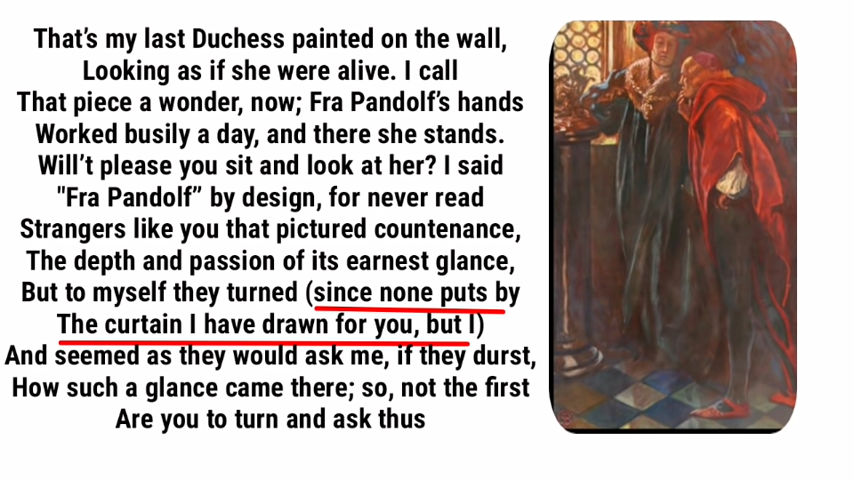 That's my last Duchess painted on the wall,
Looking as if she were alive. I call
That piece a wonder, now; Fra Pandolf's hands
Worked busily a day, and there she stands.
Will't please you sit and look at her? I said
"Fra Pandolf” by design, for never read
Strangers like you that pictured countenance,
The depth and passion of its earnest glance,
But to myself they turned (since none puts by
The curtain I have drawn for you, but I)
And seemed as they would ask me, if they durst,
How such a glance came there; so, not the first
Are you to turn and ask thus